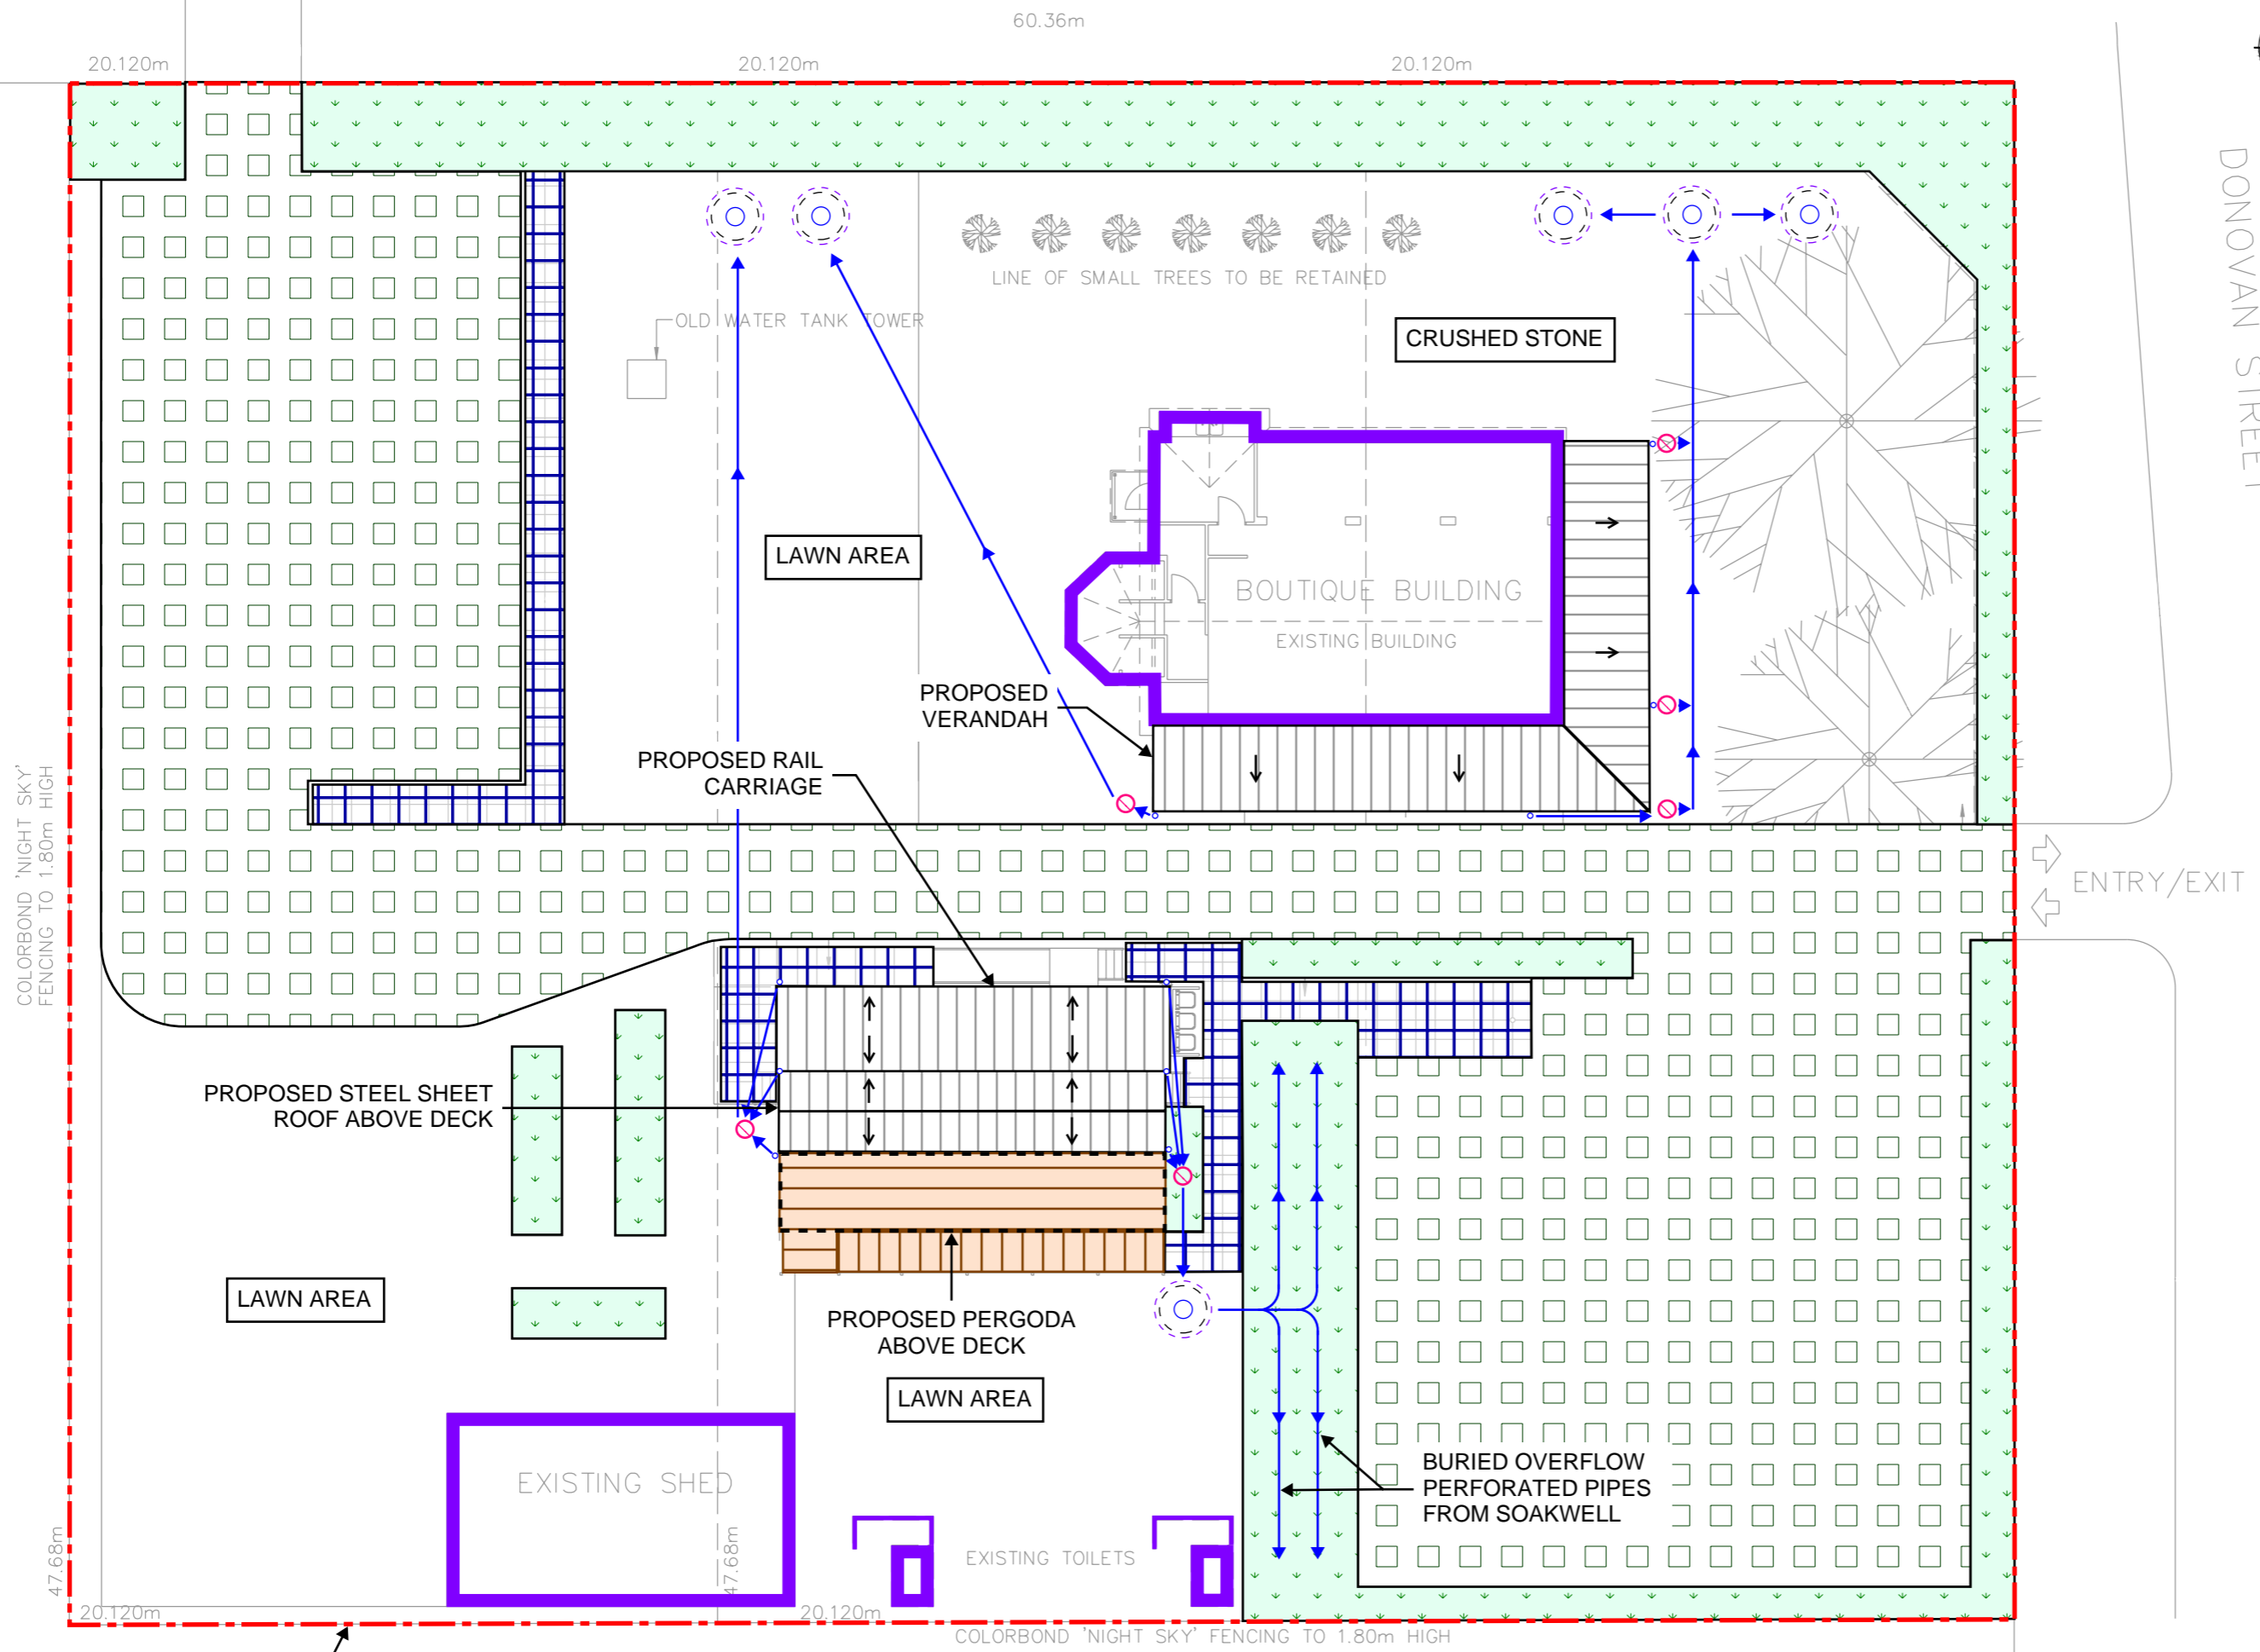 60.36m
20.120m
20.120m
20.120m
DONOVAN STREET
LINE OF SMALL TREES TO BE RETAINED
OLD WATER TANK TOWER
CRUSHED STONE
LAWN AREA
BOUTIQUE BUILDING
EXISTING BUILDING
PROPOSED
VERANDAH
PROPOSED RAIL
CARRIAGE
COLORBOND 'NIGHT SKY'
FENCING TO 1.80m HIGH
ENTRY/EXIT
PROPOSED STEEL SHEET
ROOF ABOVE DECK
LAWN AREA
PROPOSED PERGODA
ABOVE DECK
LAWN AREA
BURIED OVERFLOW
PERFORATED PIPES
FROM SOAKWELL
EXISTING SHED
EXISTING TOILETS
47.68m
47.68m
20.120m
20.120m
COLORBOND 'NIGHT SKY' FENCING TO 1.80m HIGH